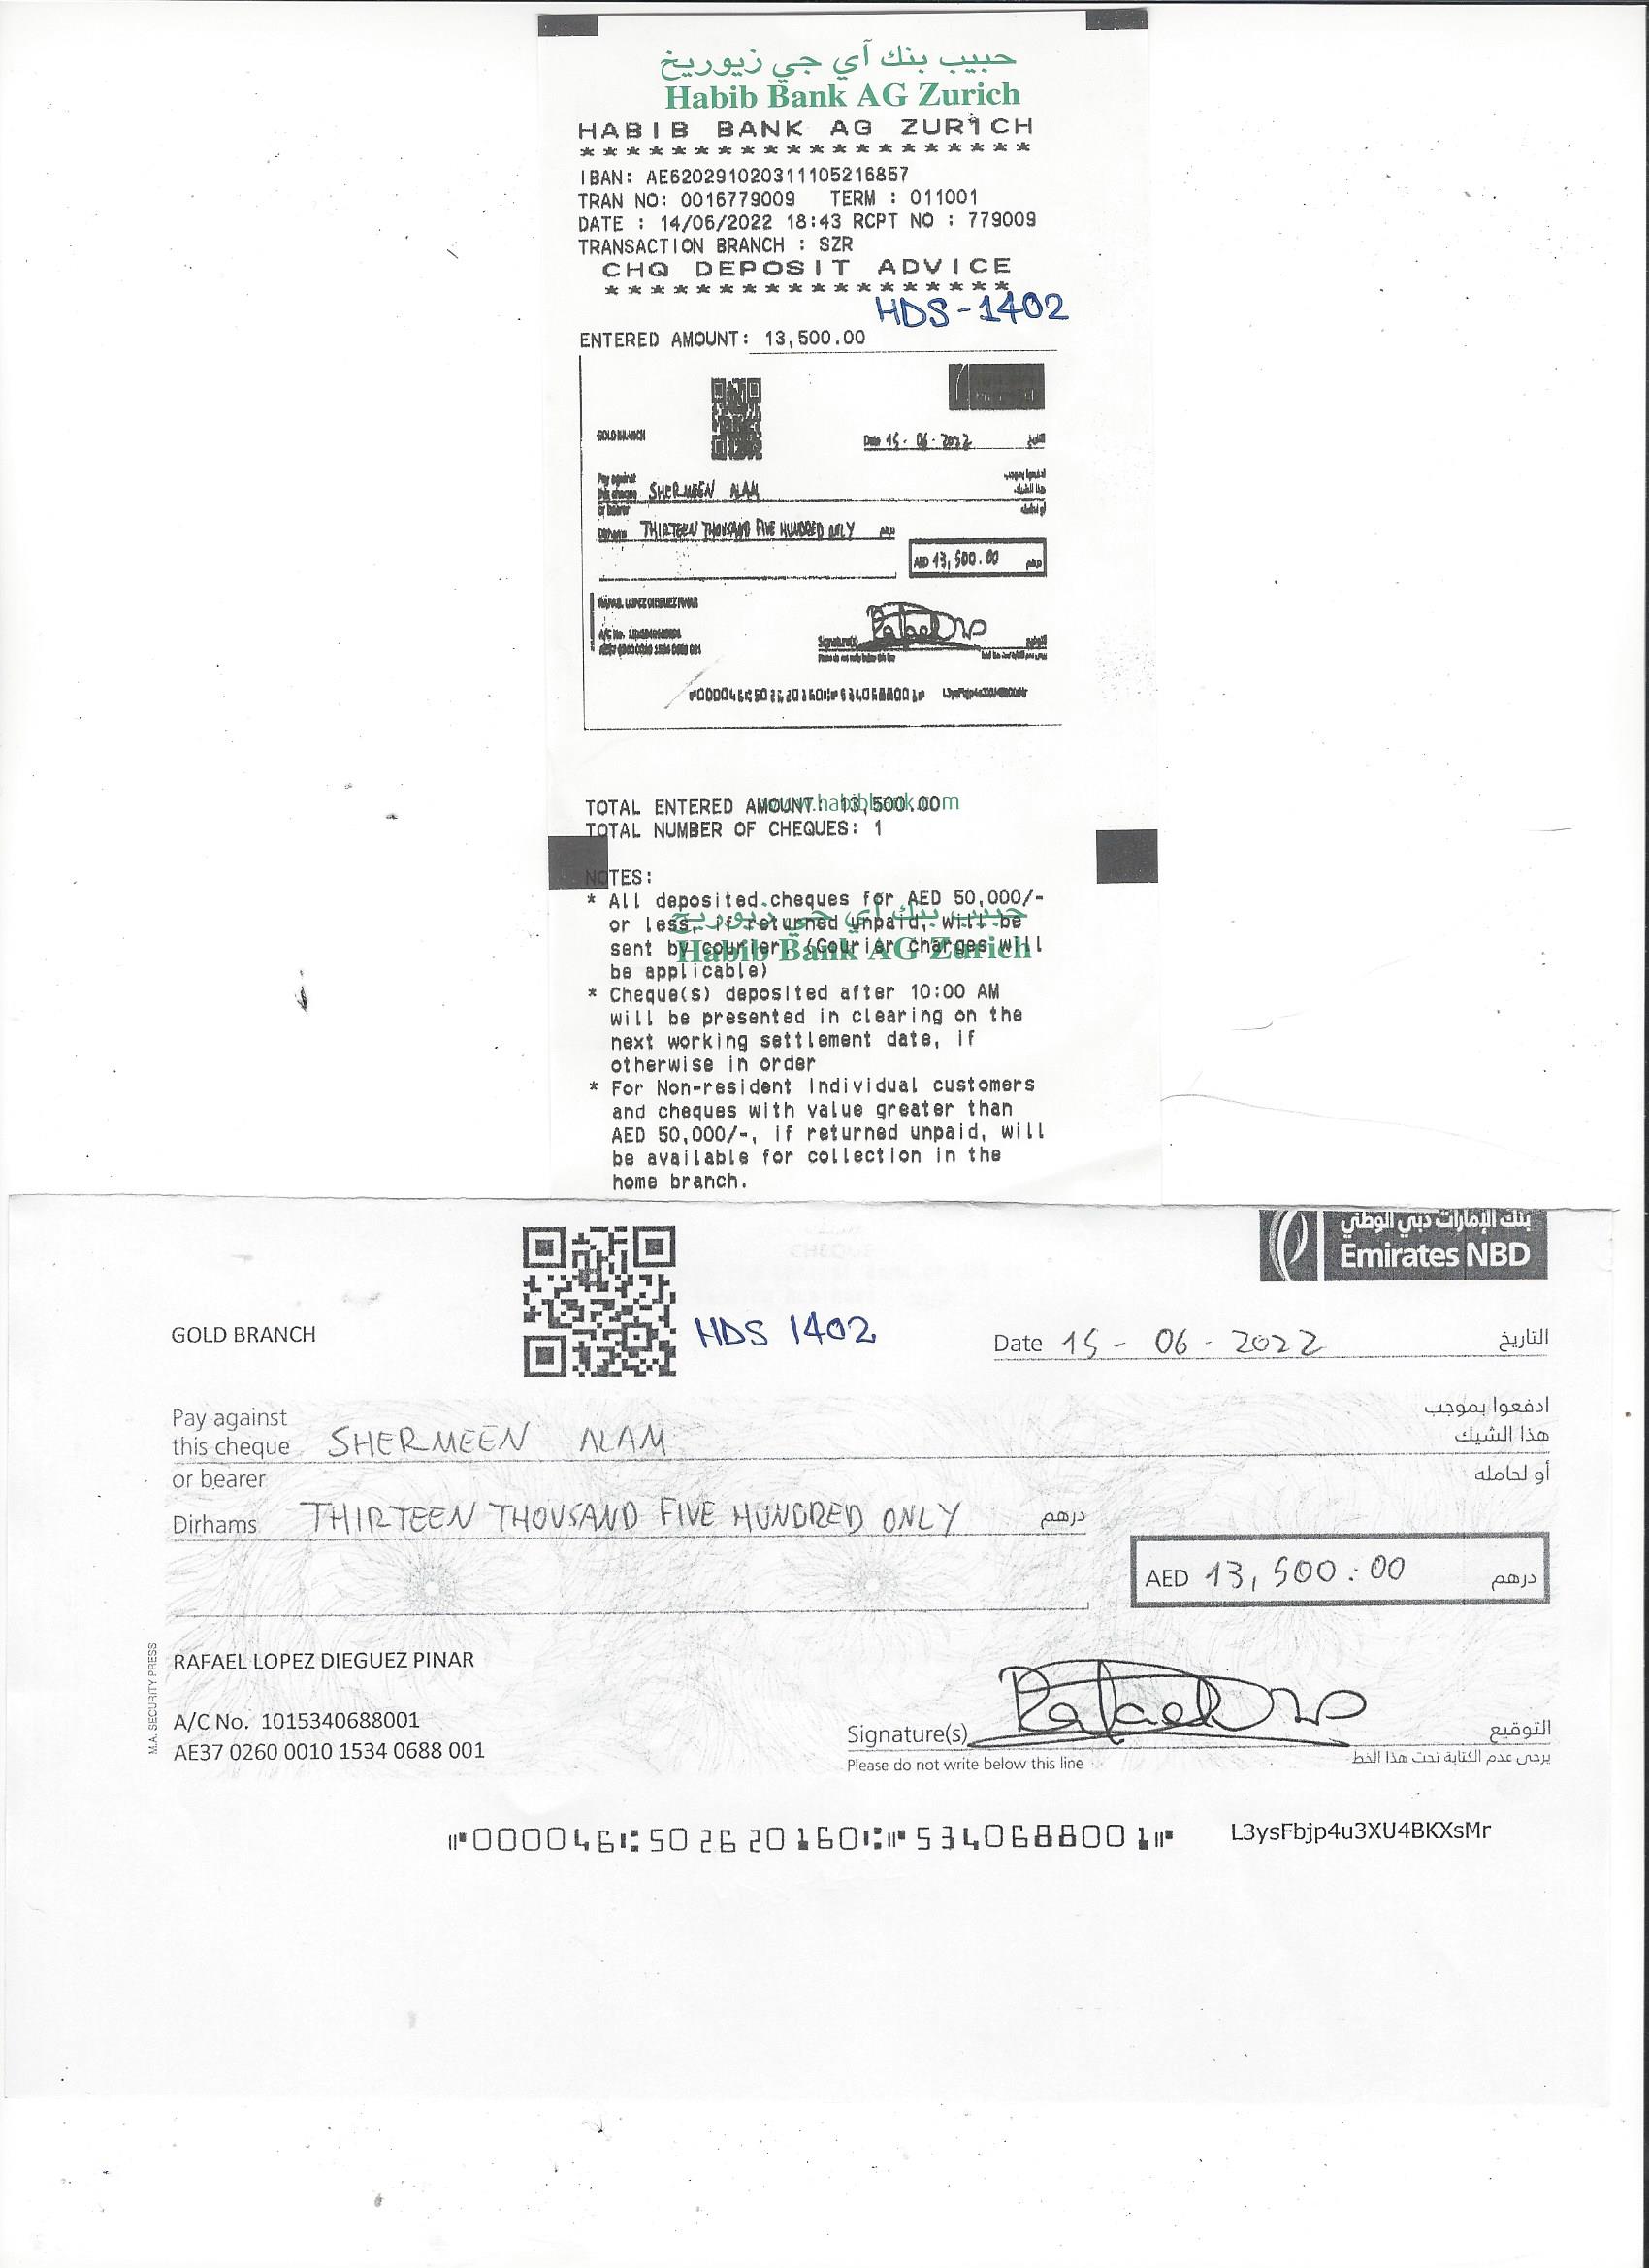 حبيب بنك آي جي زيوريخ
Habib Bank AG Zurich
HABIB BANK AG ZURICH
* * * * * * * * * * * * * * * * * * * *
IBAN: AE620291020311105216857
TRAN NO: 0016779009 TERM : 011001
DATE : 14/06/2022 18:43 RCPT NO : 779009
TRANSACTION BRANCH : SZR
CHQ DEPOSIT ADVICE
* * * * * * * * * * * * * * * * * *
HDS-1402
ENTERED AMOUNT: 13,500.00
GOLD BRANCH
Date 15-06-2022 التاريخ
Pay against
this cheque SHERMEEN ALAM
or bearer
Dirhams THIRTEEN THOUSAND FIVE HUNDRED ONLY درهم
AED 13,500.00 درهم
RAFAEL LOPEZ DIEGUEZ PINAR
Signature(s) التوقيع
Please do not write below this line
TOTAL ENTERED AMOUNT: 13,500.00
www.habibbank.com
TOTAL NUMBER OF CHEQUES: 1
NOTES:
* All deposited cheques for AED 50,000/-
or less, if returned unpaid, will be
sent by courier. (Courier charges will
be applicable)
حبيب بنك آي جي زيوريخ
Habib Bank AG Zurich
* Cheque(s) deposited after 10:00 AM
will be presented in clearing on the
next working settlement date, if
otherwise in order
* For Non-resident Individual customers
and cheques with value greater than
AED 50,000/-, if returned unpaid, will
be available for collection in the
home branch.
بنك الإمارات دبي الوطني
Emirates NBD
GOLD BRANCH
HDS 1402
Date 15-06-2022 التاريخ
Pay against ادفعوا بموجب
this cheque SHERMEEN ALAM هذا الشيك
or bearer أو لحامله
Dirhams THIRTEEN THOUSAND FIVE HUNDRED ONLY درهم
AED 13,500:00 درهم
M.A. SECURITY PRESS
RAFAEL LOPEZ DIEGUEZ PINAR
A/C No. 1015340688001
AE37 0260 0010 1534 0688 001
Signature(s) Rafael التوقيع
Please do not write below this line يرجى عدم الكتابة تحت هذا الخط
⑈000046⑆502620160⑆⑈5340688001⑈ L3ysFbjp4u3XU4BKXsMr